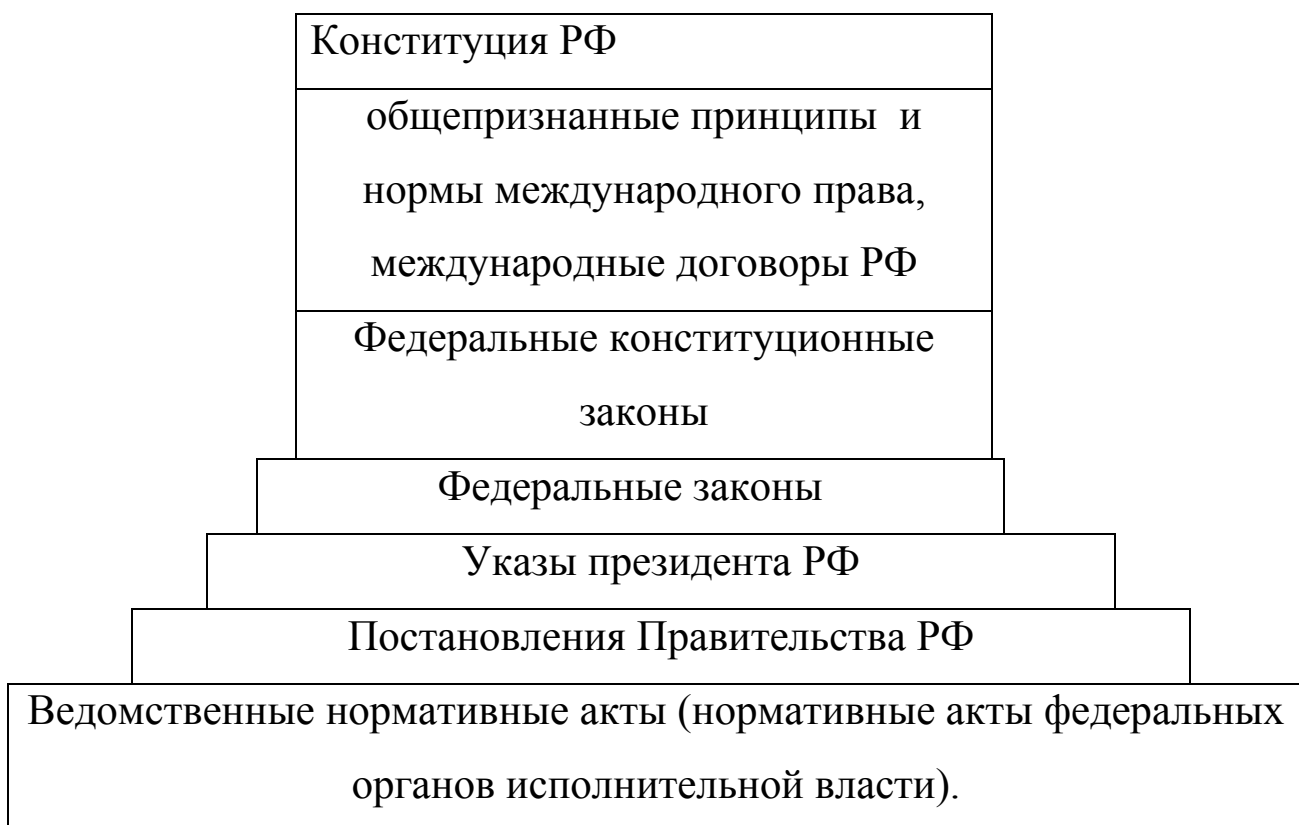 Конституция РФ
общепризнанные принципы и
нормы международного права,
международные договоры РФ
Федеральные конституционные
законы
Федеральные законы
Указы президента РФ
Постановления Правительства РФ
Ведомственные нормативные акты (нормативные акты федеральных
органов исполнительной власти).